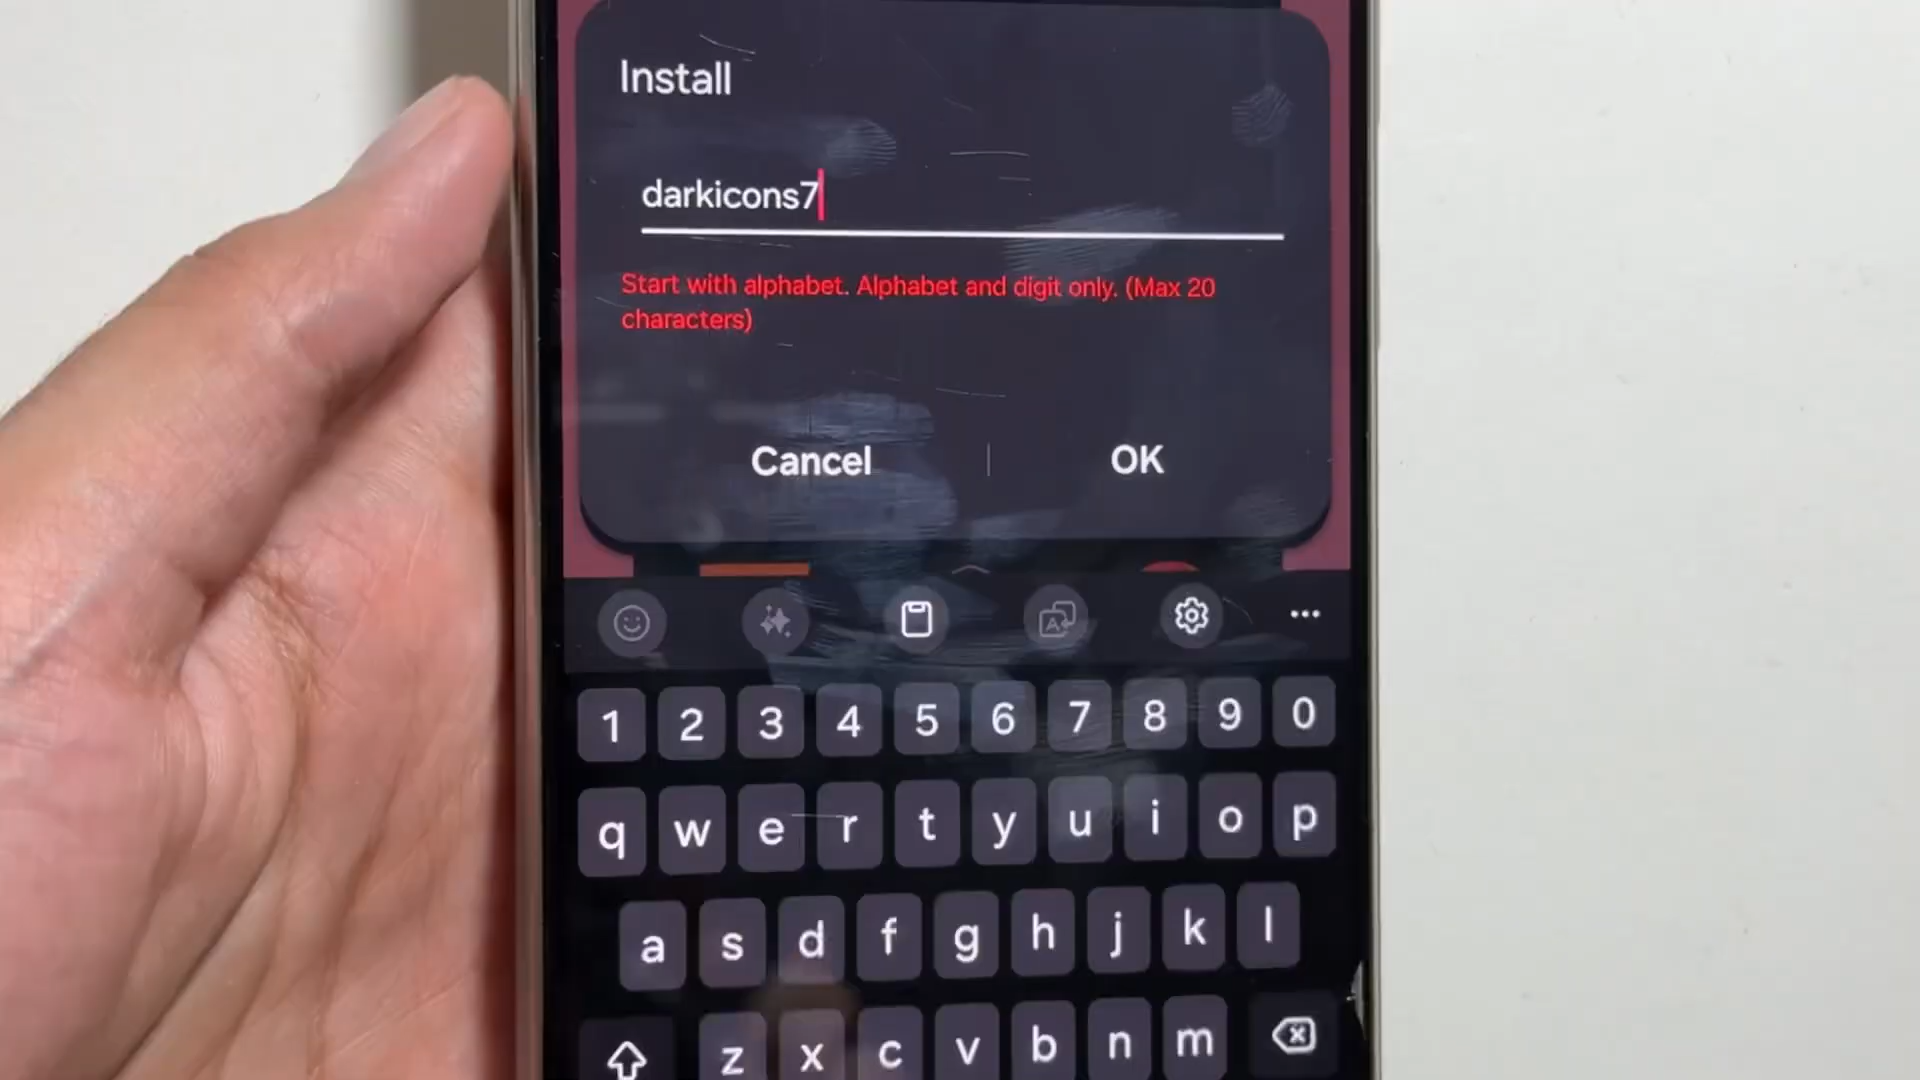 Install
darkicons7
Start with alphabet. Alphabet and digit only. (Max 20
characters)
Cancel OK
1 2 3 4 5 6 7 8 9 0
q w e r t y u i o p
a s d f g h j k l
z x c v b n m